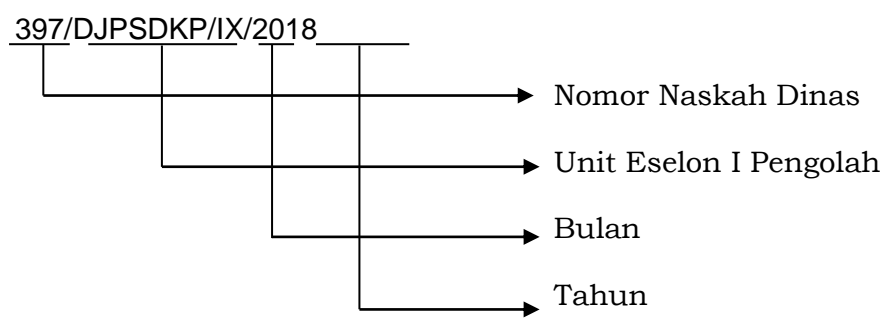 397/DJPSDKP/IX/2018
Nomor Naskah Dinas
Unit Eselon I Pengolah
Bulan
Tahun